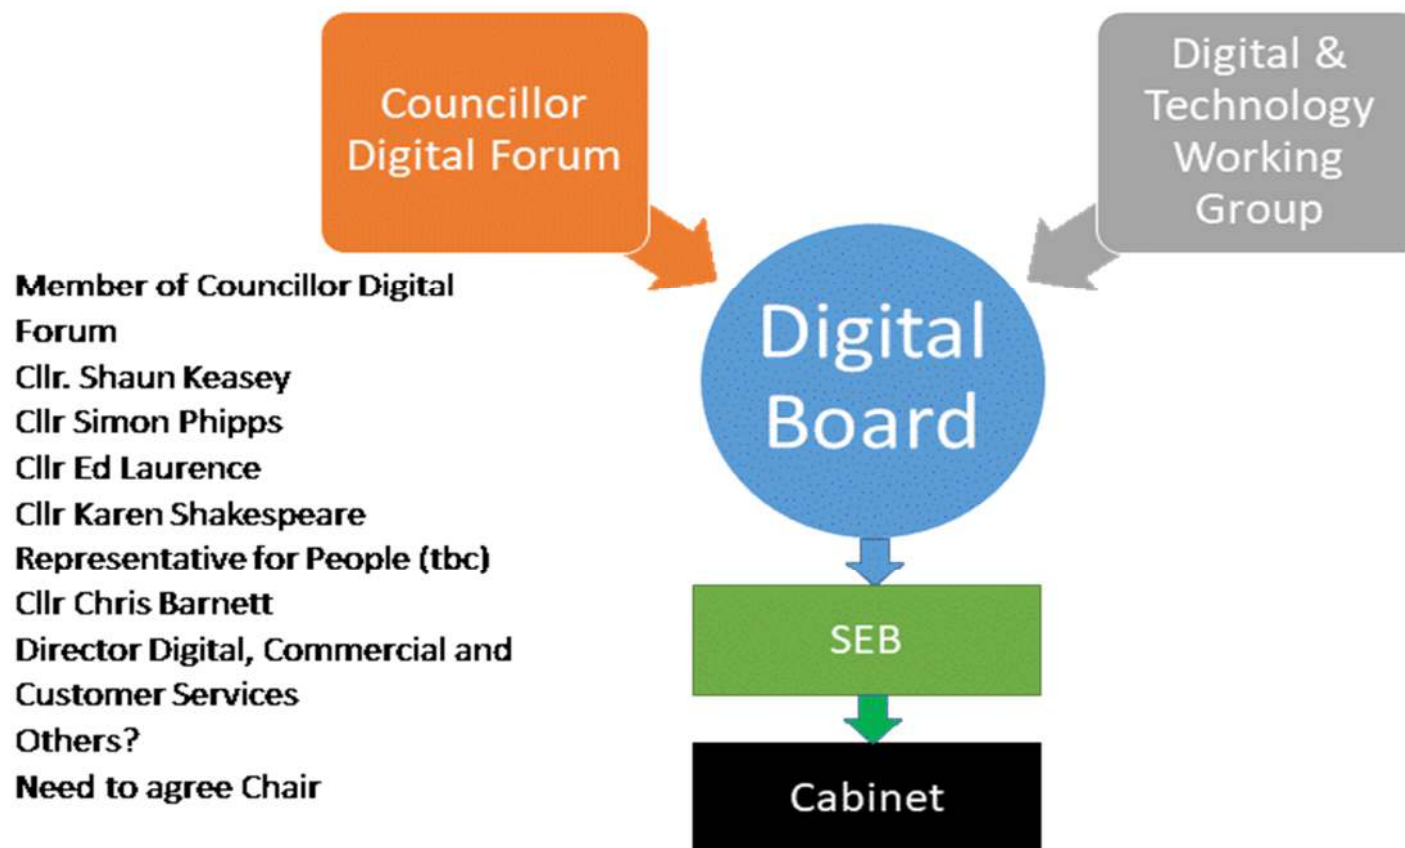 Councillor
Digital Forum
Digital &
Technology
Working
Group
Member of Councillor Digital
Forum
Cllr. Shaun Keasey
Cllr Simon Phipps
Cllr Ed Laurence
Cllr Karen Shakespeare
Representative for People (tbc)
Cllr Chris Barnett
Director Digital, Commercial and
Customer Services
Others?
Need to agree Chair
Digital
Board
SEB
Cabinet